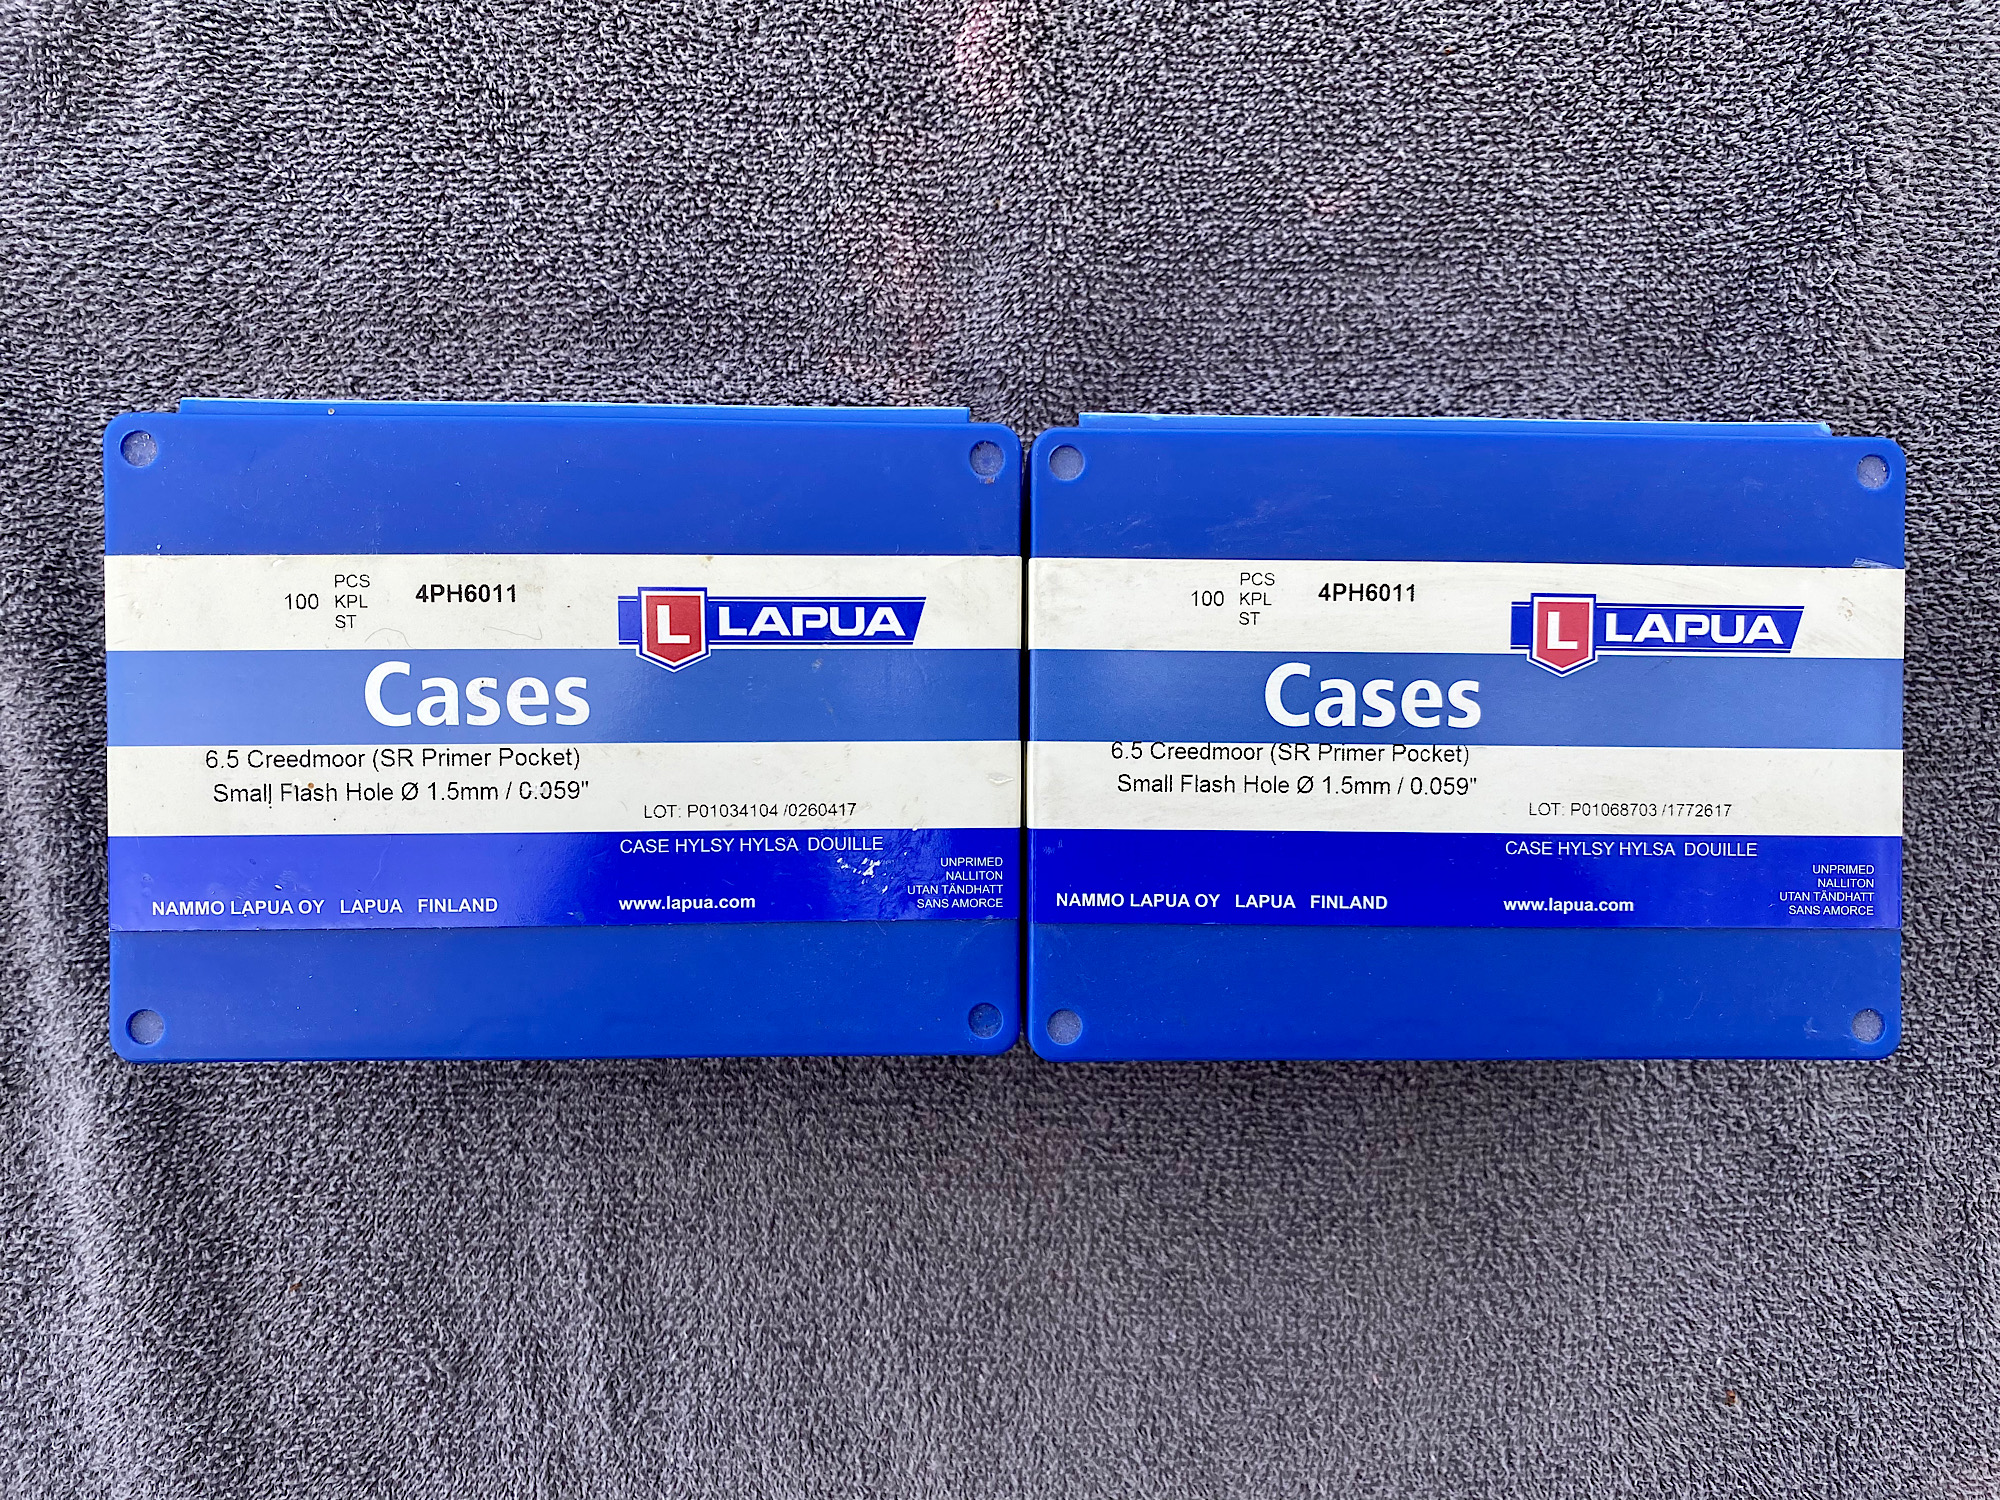 PCS
100 KPL 4PH6011
ST
L LAPUA
Cases
6.5 Creedmoor (SR Primer Pocket)
Small Flash Hole Ø 1.5mm / 0.059"
LOT: P01034104 /0260417
CASE HYLSY HYLSA DOUILLE
UNPRIMED
NALLITON
UTAN TÄNDHATT
SANS AMORCE
NAMMO LAPUA OY LAPUA FINLAND
www.lapua.com
PCS
100 KPL 4PH6011
ST
L LAPUA
Cases
6.5 Creedmoor (SR Primer Pocket)
Small Flash Hole Ø 1.5mm / 0.059"
LOT: P01068703 /1772617
CASE HYLSY HYLSA DOUILLE
UNPRIMED
NALLITON
UTAN TÄNDHATT
SANS AMORCE
NAMMO LAPUA OY LAPUA FINLAND
www.lapua.com